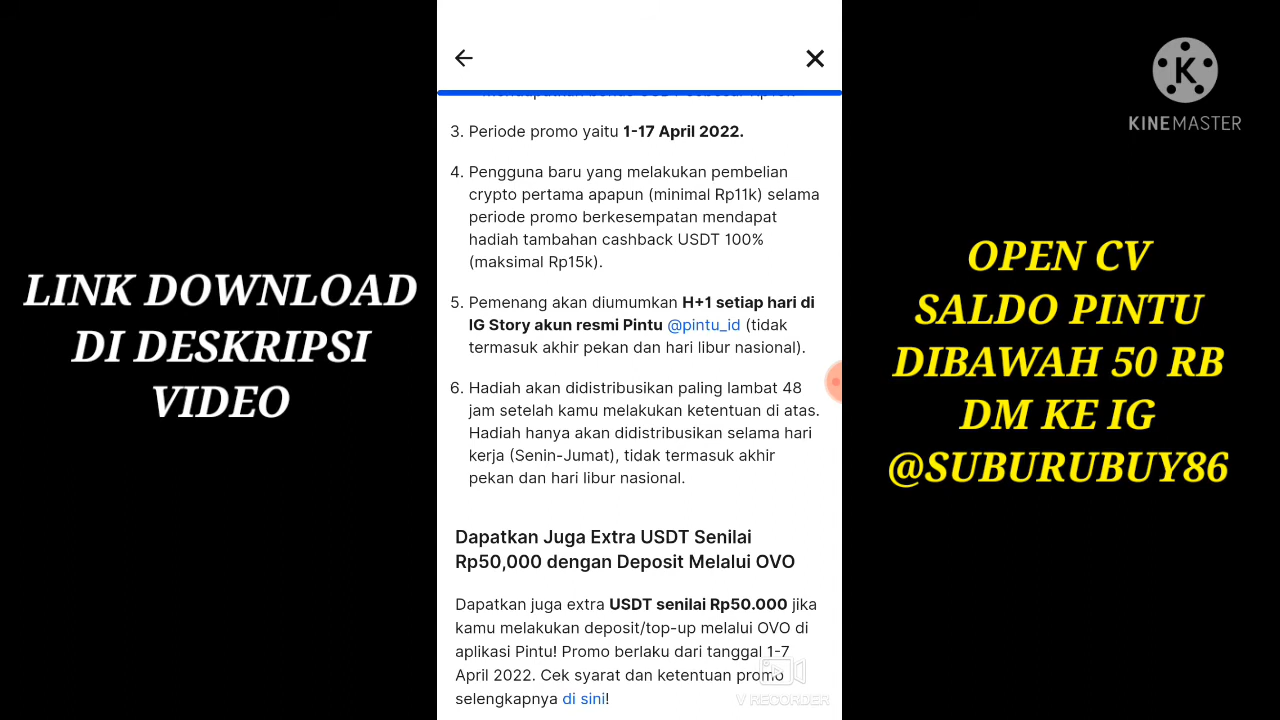 LINK DOWNLOAD
DI DESKRIPSI
VIDEO
3. Periode promo yaitu 1-17 April 2022.
4. Pengguna baru yang melakukan pembelian
crypto pertama apapun (minimal Rp11k) selama
periode promo berkesempatan mendapat
hadiah tambahan cashback USDT 100%
(maksimal Rp15k).
5. Pemenang akan diumumkan H+1 setiap hari di
IG Story akun resmi Pintu @pintu_id (tidak
termasuk akhir pekan dan hari libur nasional).
6. Hadiah akan didistribusikan paling lambat 48
jam setelah kamu melakukan ketentuan di atas.
Hadiah hanya akan didistribusikan selama hari
kerja (Senin-Jumat), tidak termasuk akhir
pekan dan hari libur nasional.
Dapatkan Juga Extra USDT Senilai
Rp50,000 dengan Deposit Melalui OVO
Dapatkan juga extra USDT senilai Rp50.000 jika
kamu melakukan deposit/top-up melalui OVO di
aplikasi Pintu! Promo berlaku dari tanggal 1-7
April 2022. Cek syarat dan ketentuan promo
selengkapnya di sini!
V RECORDER
K
KINEMASTER
OPEN CV
SALDO PINTU
DIBAWAH 50 RB
DM KE IG
@SUBURUBUY86